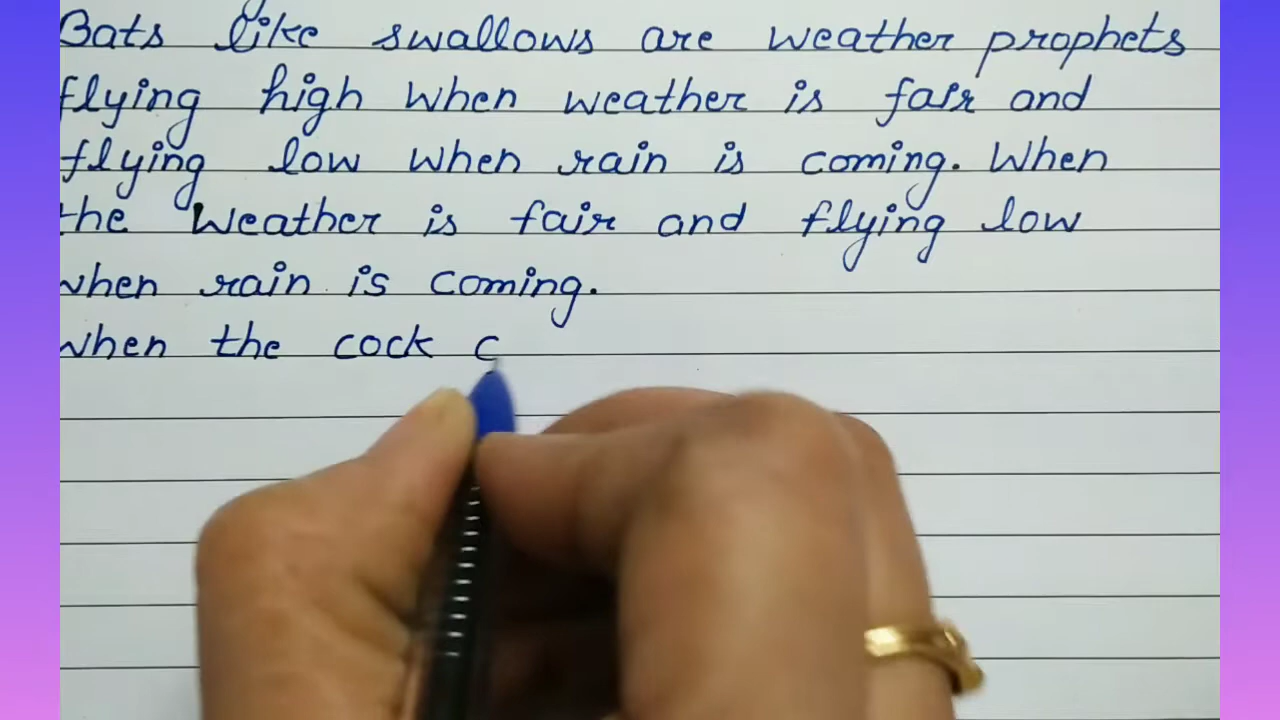 Bats like swallows are weather prophets
flying high when weather is fair and
flying low when rain is coming. When
the weather is fair and flying low
when rain is coming.
when the cock c